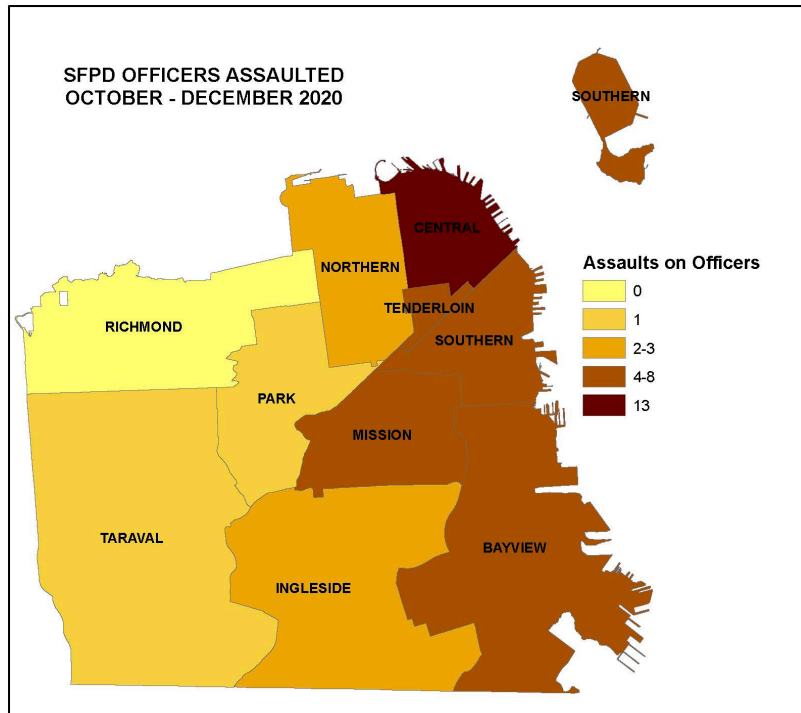 SFPD OFFICERS ASSAULTED
OCTOBER - DECEMBER 2020
SOUTHERN
CENTRAL
NORTHERN
TENDERLOIN
RICHMOND
SOUTHERN
PARK
MISSION
TARAVAL
BAYVIEW
INGLESIDE
Assaults on Officers
0
1
2-3
4-8
13